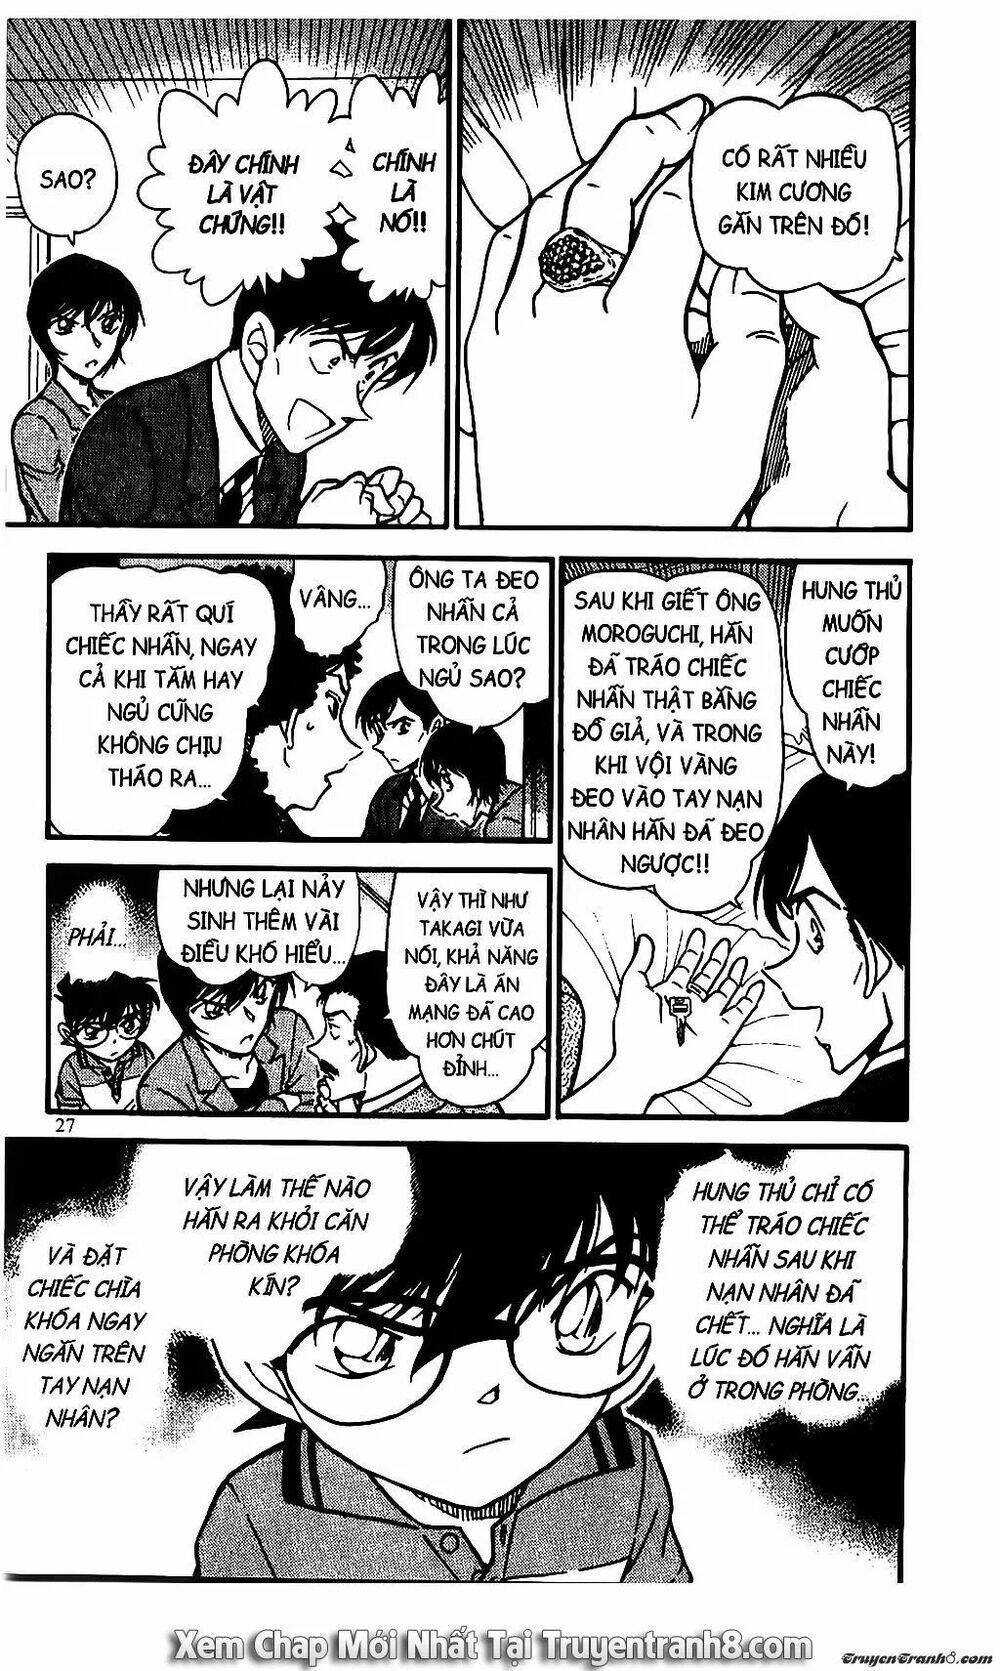 CÓ RẤT NHIỀU
KIM CƯƠNG
GẮN TRÊN ĐÓ!
CHÍNH
LÀ
NÓ!!
ĐÂY CHÍNH
LÀ VẬT
CHỨNG!!
SAO?
HUNG THỦ
MUỐN
CƯỚP
CHIẾC
NHẪN
NÀY!
SAU KHI GIẾT ÔNG
MOROGUCHI, HẮN
ĐÃ TRÁO CHIẾC
NHẪN THẬT BẰNG
ĐỒ GIẢ, VÀ TRONG
KHI VỘI VÀNG
ĐEO VÀO TAY NẠN
NHÂN HẮN ĐÃ ĐEO
NGƯỢC!!
ÔNG TA ĐEO
NHẪN CẢ
TRONG LÚC
NGỦ SAO?
VÂNG...
THẦY RẤT QUÍ
CHIẾC NHẪN, NGAY
CẢ KHI TẮM HAY
NGỦ CŨNG
KHÔNG CHỊU
THÁO RA...
VẬY THÌ NHƯ
TAKAGI VỪA
NÓI, KHẢ NĂNG
ĐÂY LÀ ÁN
MẠNG ĐÃ CAO
HƠN CHÚT
ĐỈNH...
NHƯNG LẠI NẢY
SINH THÊM VÀI
ĐIỀU KHÓ HIỂU...
PHẢI...
27
HUNG THỦ CHỈ CÓ
THỂ TRÁO CHIẾC
NHẪN SAU KHI
NẠN NHÂN ĐÃ
CHẾT... NGHĨA LÀ
LÚC ĐÓ HẮN VẪN
Ở TRONG PHÒNG...
VẬY LÀM THẾ NÀO
HẮN RA KHỎI CĂN
PHÒNG KHÓA
KÍN?
VÀ ĐẶT
CHIẾC CHÌA
KHÓA NGAY
NGẮN TRÊN
TAY NẠN
NHÂN?
Xem Chap Mới Nhất Tại Truyentranh8.com
TruyenTranh8.com